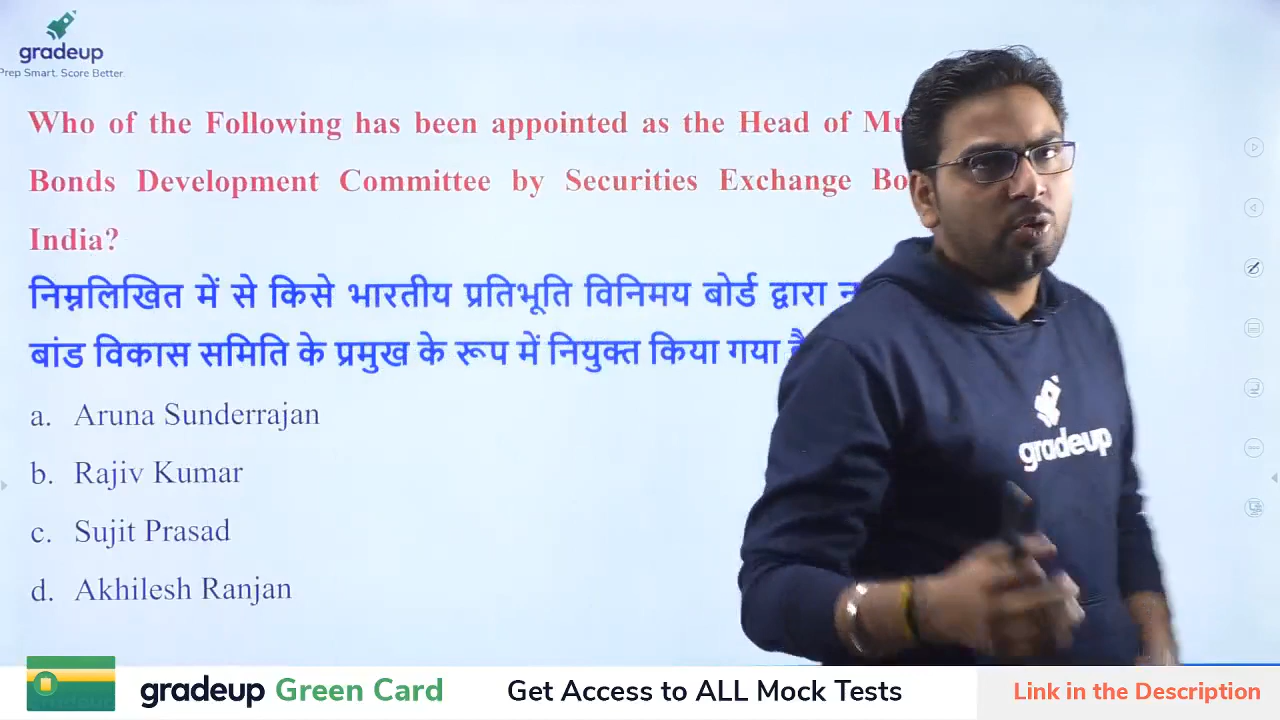 gradeup
Prep Smart. Score Better
Who of the Following has been appointed as the Head of
Bonds Development Committee by Securities Exchange
India?
निम्नलिखित में से किसे भारतीय प्रतिभूति विनिमय बोर्ड द्वारा
बांड विकास समिति के प्रमुख के रूप में नियुक्त किया गया
a. Aruna Sunderrajan
b. Rajiv Kumar
c. Sujit Prasad
d. Akhilesh Ranjan
gradeup
gradeup Green Card
Get Access to ALL Mock Tests
Link in the Description